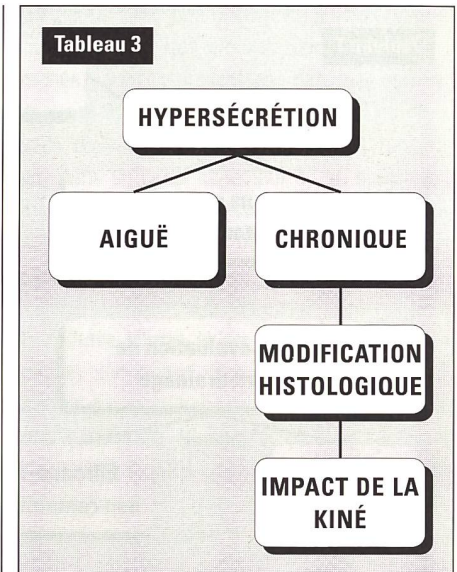 Tableau 3
HYPERSÉCRÉTION
AIGUË
CHRONIQUE
MODIFICATION
HISTOLOGIQUE
IMPACT DE LA
KINÉ